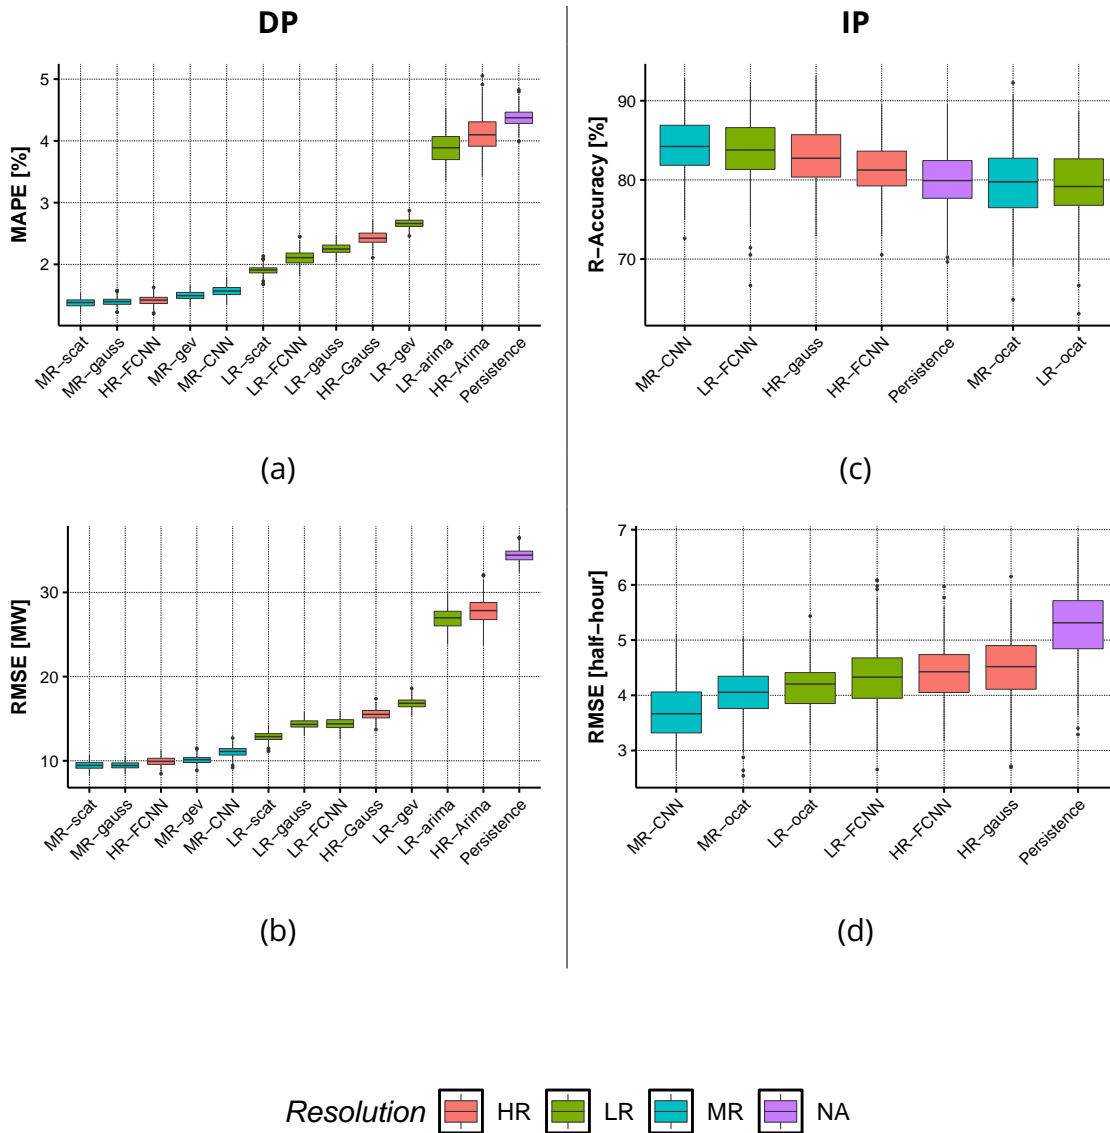 DP
MAPE [%]
5
4
3
2
MR−scat
MR−gauss
HR−FCNN
MR−gev
MR−CNN
LR−scat
LR−FCNN
LR−gauss
HR−Gauss
LR−gev
LR−arima
HR−Arima
Persistence
(a)
RMSE [MW]
30
20
10
MR−scat
MR−gauss
HR−FCNN
MR−gev
MR−CNN
LR−scat
LR−gauss
LR−FCNN
HR−Gauss
LR−gev
LR−arima
HR−Arima
Persistence
(b)
IP
R−Accuracy [%]
90
80
70
MR−CNN
LR−FCNN
HR−gauss
HR−FCNN
Persistence
MR−ocat
LR−ocat
(c)
RMSE [half−hour]
7
6
5
4
3
MR−CNN
MR−ocat
LR−ocat
LR−FCNN
HR−FCNN
HR−gauss
Persistence
(d)
Resolution HR LR MR NA